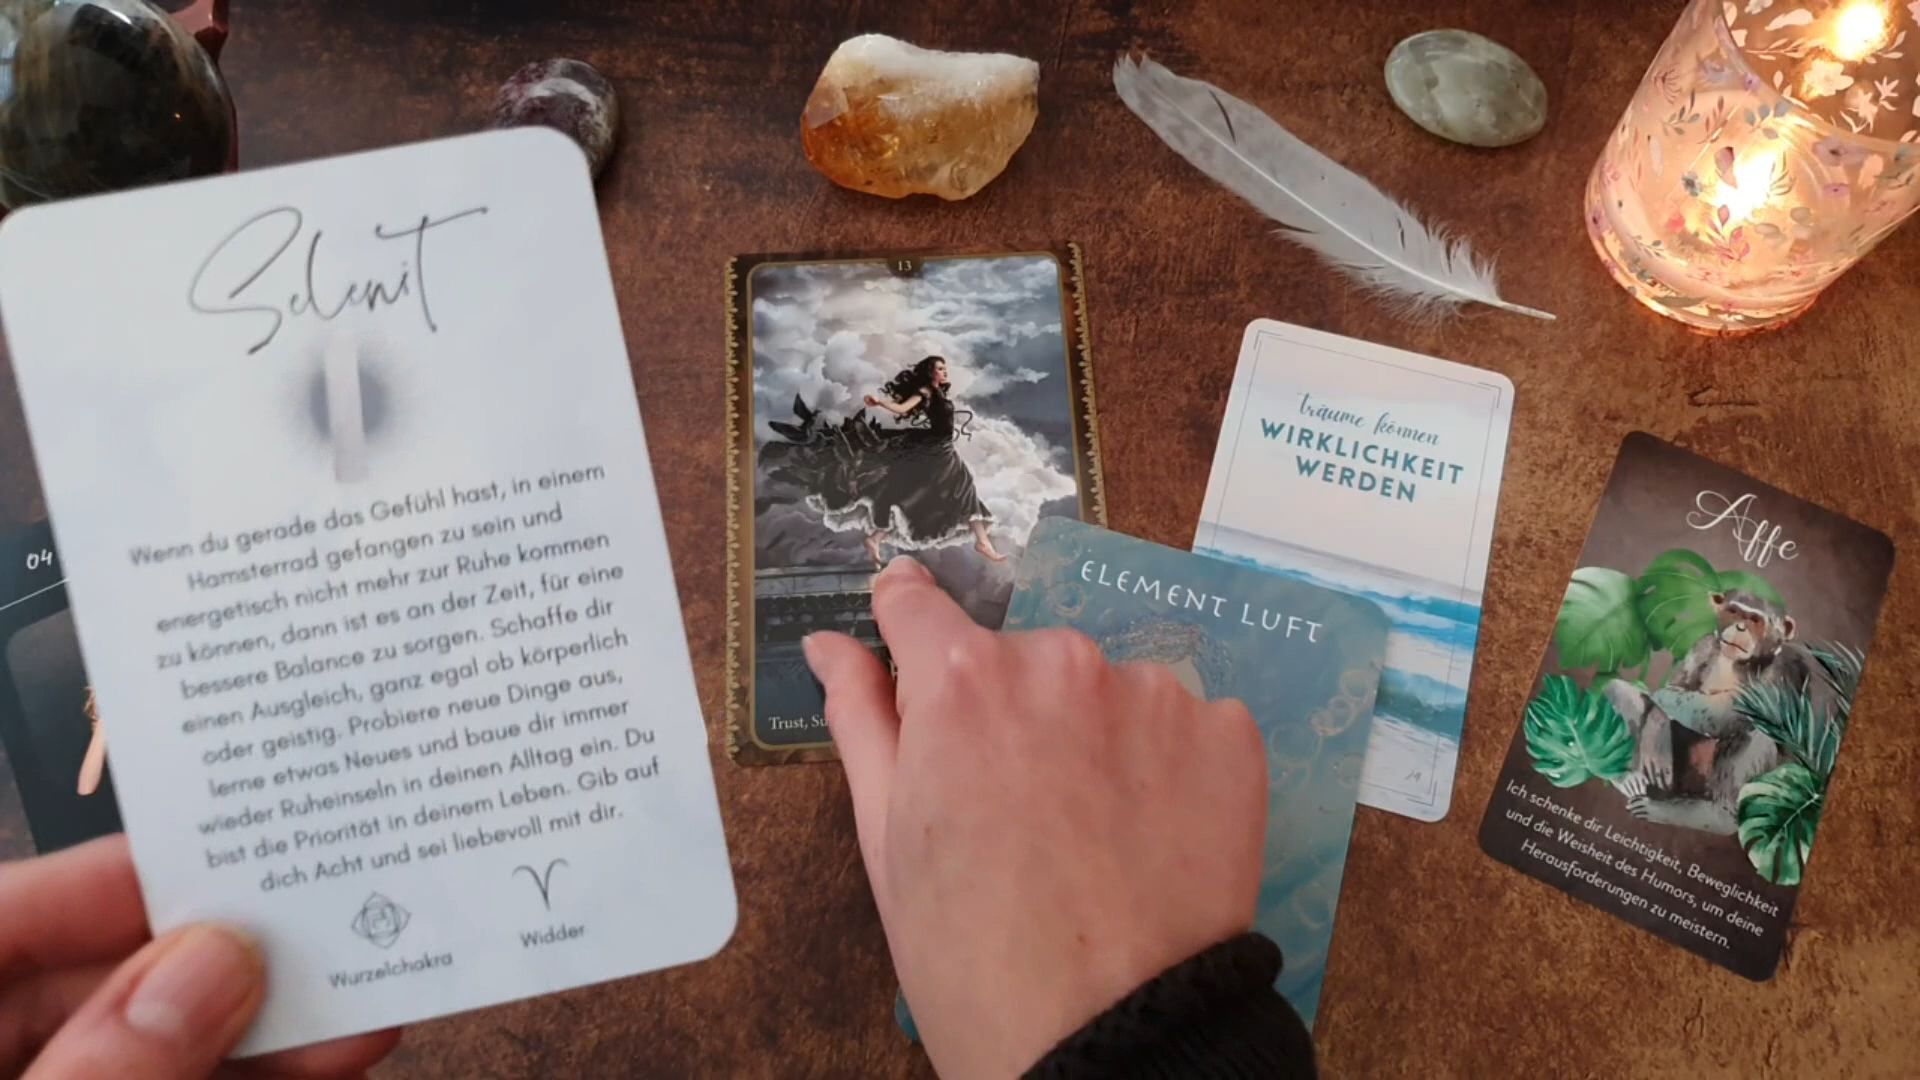 Selenit
Wenn du gerade das Gefühl hast, in einem
Hamsterrad gefangen zu sein und
energetisch nicht mehr zur Ruhe kommen
zu können, dann ist es an der Zeit, für eine
bessere Balance zu sorgen. Schaffe dir
einen Ausgleich, ganz egal ob körperlich
oder geistig. Probiere neue Dinge aus,
lerne etwas Neues und baue dir immer
wieder Ruheinseln in deinen Alltag ein. Du
bist die Priorität in deinem Leben. Gib auf
dich Acht und sei liebevoll mit dir.
Wurzelchakra
Widder
04
13
Trust,
ELEMENT LUFT
träume können
WIRKLICHKEIT
WERDEN
Affe
Ich schenke dir Leichtigkeit, Beweglichkeit
und die Weisheit des Humors, um deine
Herausforderungen zu meistern.